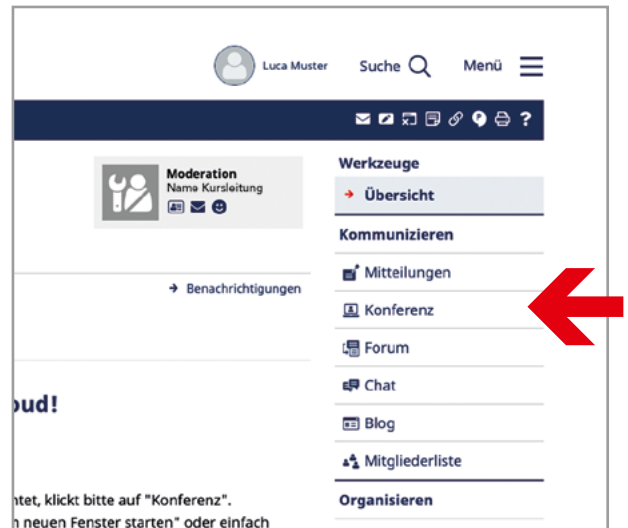 Luca Muster Suche Menü
?
Werkzeuge
Moderation
Name Kursleitung
Übersicht
Kommunizieren
Mitteilungen
Benachrichtigungen
Konferenz
Forum
Chat
oud!
Blog
Mitgliederliste
ntet, klickt bitte auf "Konferenz".
Organisieren
n neuen Fenster starten" oder einfach